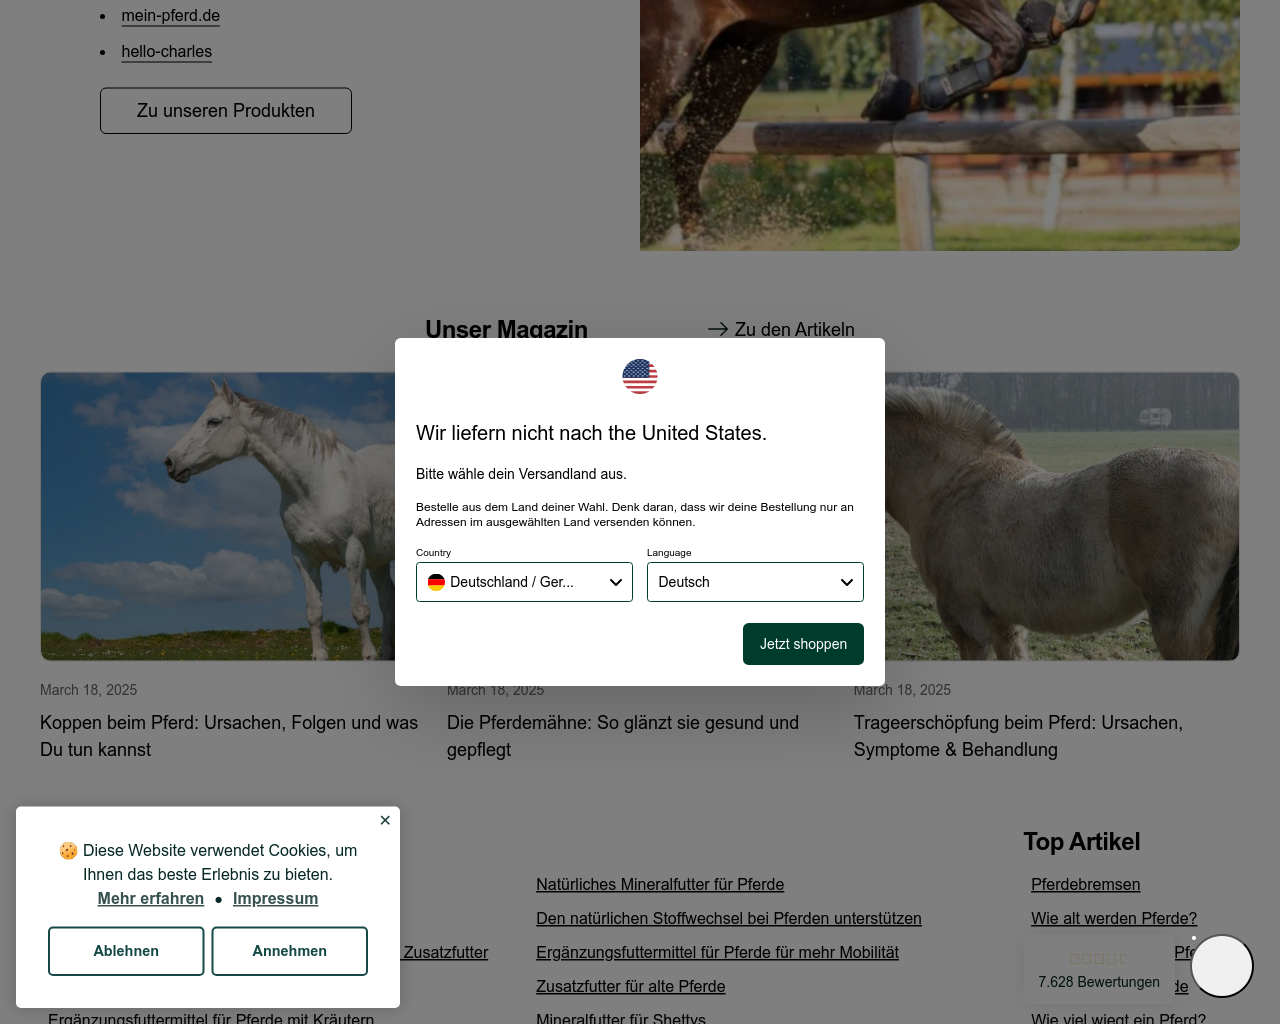 mein-pferd.de
hello-charles
Zu unseren Produkten
Unser Magazin
Zu den Artikeln
Wir liefern nicht nach the United States.
Bitte wähle dein Versandland aus.
Bestelle aus dem Land deiner Wahl. Denk daran, dass wir deine Bestellung nur an
Adressen im ausgewählten Land versenden können.
Country
Language
Deutschland / Ger...
Deutsch
Jetzt shoppen
March 18, 2025
Koppen beim Pferd: Ursachen, Folgen und was
Du tun kannst
March 18, 2025
Die Pferdemähne: So glänzt sie gesund und
gepflegt
March 18, 2025
Trageerschöpfung beim Pferd: Ursachen,
Symptome & Behandlung
🍪 Diese Website verwendet Cookies, um
Ihnen das beste Erlebnis zu bieten.
Mehr erfahren ● Impressum
Ablehnen
Annehmen
Zusatzfutter
Ergänzungsfuttermittel für Pferde mit Kräutern
Natürliches Mineralfutter für Pferde
Den natürlichen Stoffwechsel bei Pferden unterstützen
Ergänzungsfuttermittel für Pferde für mehr Mobilität
Zusatzfutter für alte Pferde
Mineralfutter für Shettys
Top Artikel
Pferdebremsen
Wie alt werden Pferde?
7.628 Bewertungen
Wie viel wiegt ein Pferd?